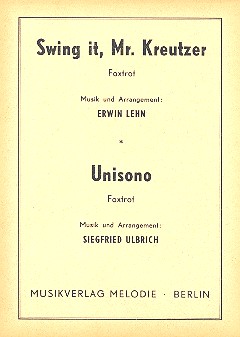 Swing it, Mr. Kreutzer
Foxtrot
Musik und Arrangement:
ERWIN LEHN
*
Unisono
Foxtrot
Musik und Arrangement:
SIEGFRIED ULBRICH
MUSIKVERLAG MELODIE · BERLIN